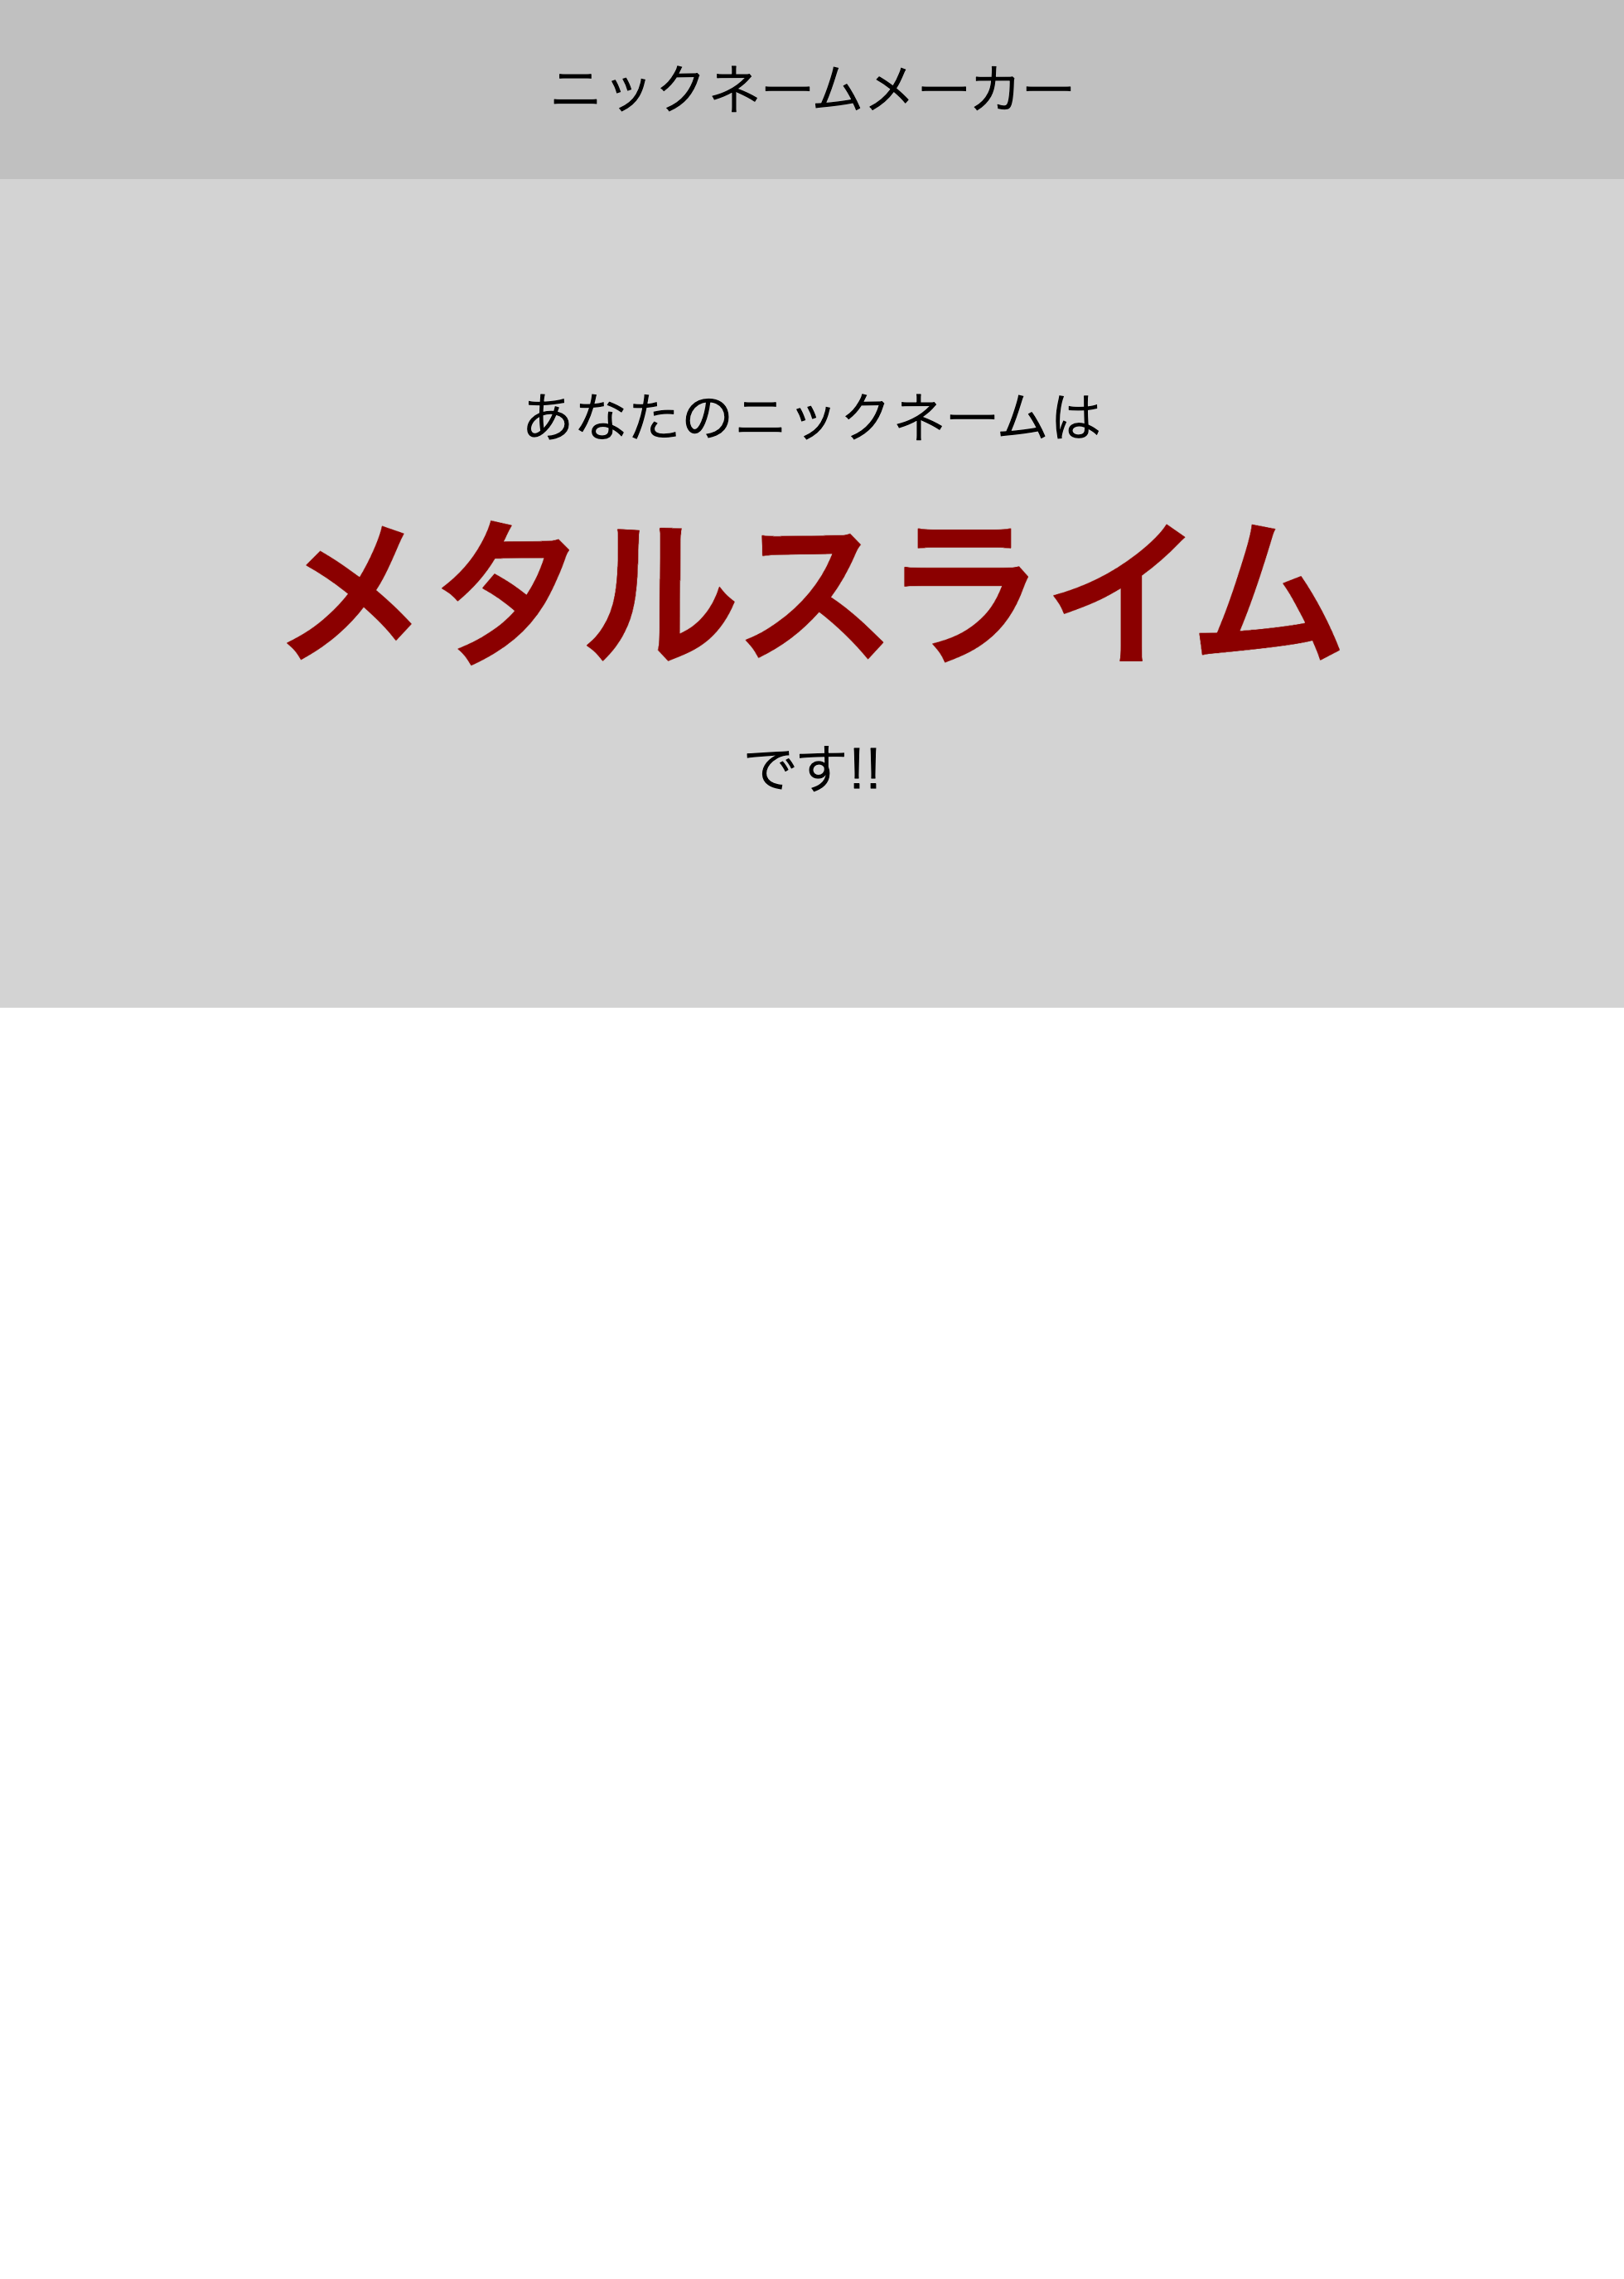 ニックネームメーカー
あなたのニックネームは
メタルスライム
です!!